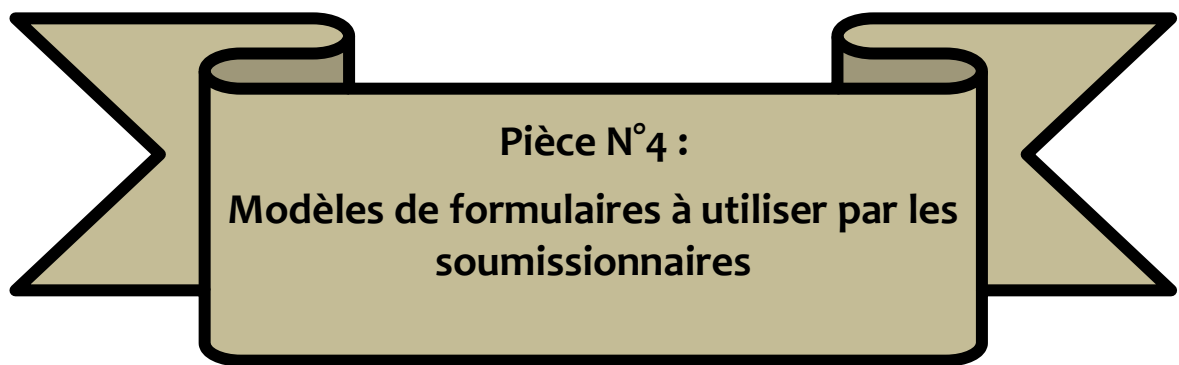 Pièce N°4 :
Modèles de formulaires à utiliser par les
soumissionnaires